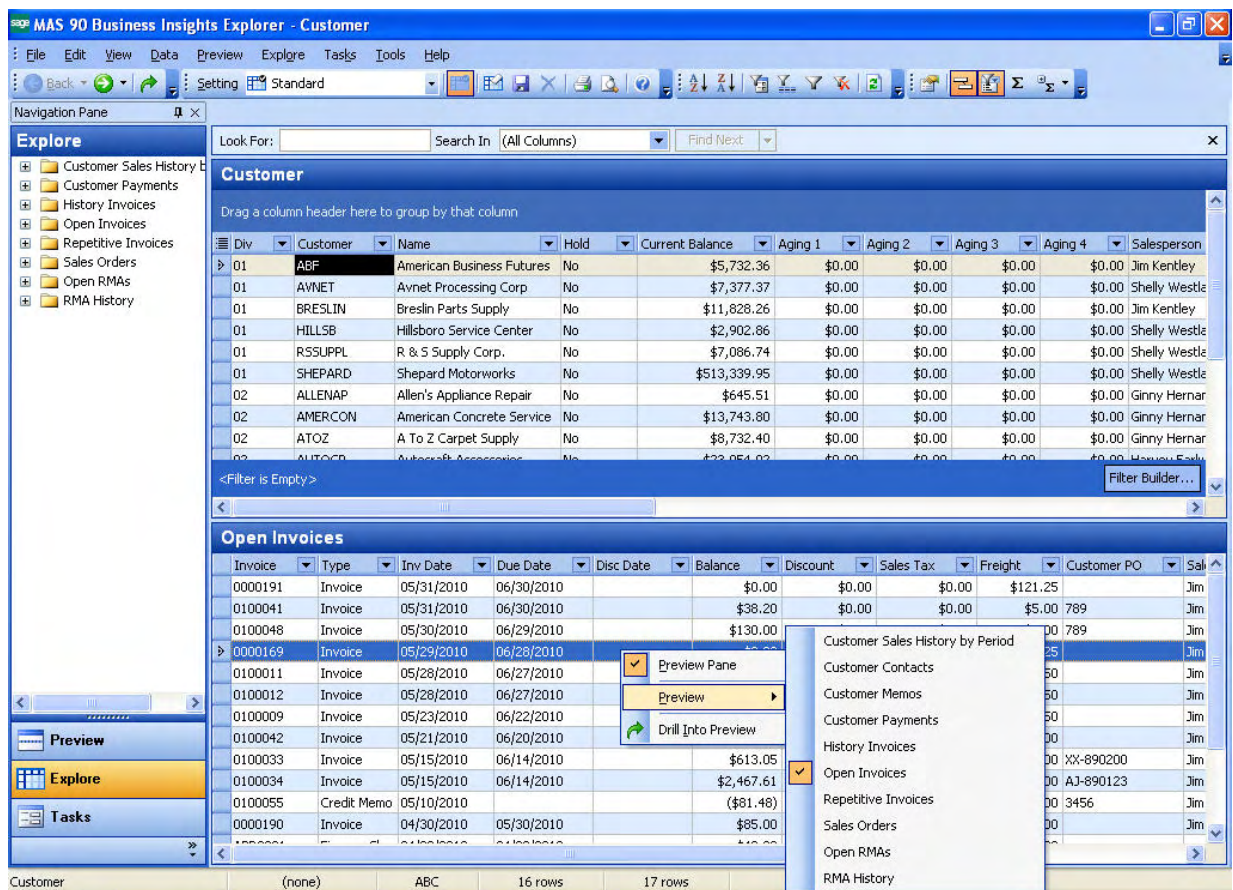 sage MAS 90 Business Insights Explorer - Customer
File Edit View Data Preview Explore Tasks Tools Help
Back Setting Standard
Navigation Pane
Explore
Customer Sales History b
Customer Payments
History Invoices
Open Invoices
Repetitive Invoices
Sales Orders
Open RMAs
RMA History
Preview
Explore
Tasks
Look For: Search In (All Columns) Find Next
Customer
Drag a column header here to group by that column
Div Customer Name Hold Current Balance Aging 1 Aging 2 Aging 3 Aging 4 Salesperson
01 ABF American Business Futures No $5,732.36 $0.00 $0.00 $0.00 $0.00 Jim Kentley
01 AVNET Avnet Processing Corp No $7,377.37 $0.00 $0.00 $0.00 $0.00 Shelly Westla
01 BRESLIN Breslin Parts Supply No $11,828.26 $0.00 $0.00 $0.00 $0.00 Jim Kentley
01 HILLSB Hillsboro Service Center No $2,902.86 $0.00 $0.00 $0.00 $0.00 Shelly Westla
01 RSSUPPL R & S Supply Corp. No $7,086.74 $0.00 $0.00 $0.00 $0.00 Shelly Westla
01 SHEPARD Shepard Motorworks No $513,339.95 $0.00 $0.00 $0.00 $0.00 Shelly Westla
02 ALLENAP Allen's Appliance Repair No $645.51 $0.00 $0.00 $0.00 $0.00 Ginny Hernar
02 AMERCON American Concrete Service No $13,743.80 $0.00 $0.00 $0.00 $0.00 Ginny Hernar
02 ATOZ A To Z Carpet Supply No $8,732.40 $0.00 $0.00 $0.00 $0.00 Ginny Hernar
<Filter is Empty> Filter Builder...
Open Invoices
Invoice Type Inv Date Due Date Disc Date Balance Discount Sales Tax Freight Customer PO Sal
0000191 Invoice 05/31/2010 06/30/2010 $0.00 $0.00 $0.00 $121.25 Jim
0100041 Invoice 05/31/2010 06/30/2010 $38.20 $0.00 $0.00 $5.00 789 Jim
0100048 Invoice 05/30/2010 06/29/2010 $130.00 00 789 Jim
0000169 Invoice 05/29/2010 06/28/2010 25 Jim
0100011 Invoice 05/28/2010 06/27/2010 50 Jim
0100012 Invoice 05/28/2010 06/27/2010 50 Jim
0100009 Invoice 05/23/2010 06/22/2010 50 Jim
0100042 Invoice 05/21/2010 06/20/2010 00 Jim
0100033 Invoice 05/15/2010 06/14/2010 $613.05 00 XX-890200 Jim
0100034 Invoice 05/15/2010 06/14/2010 $2,467.61 00 AJ-890123 Jim
0100055 Credit Memo 05/10/2010 ($81.48) 00 3456 Jim
0000190 Invoice 04/30/2010 05/30/2010 $85.00 00 Jim
Preview Pane
Preview
Drill Into Preview
Customer Sales History by Period
Customer Contacts
Customer Memos
Customer Payments
History Invoices
Open Invoices
Repetitive Invoices
Sales Orders
Open RMAs
RMA History
Customer (none) ABC 16 rows 17 rows